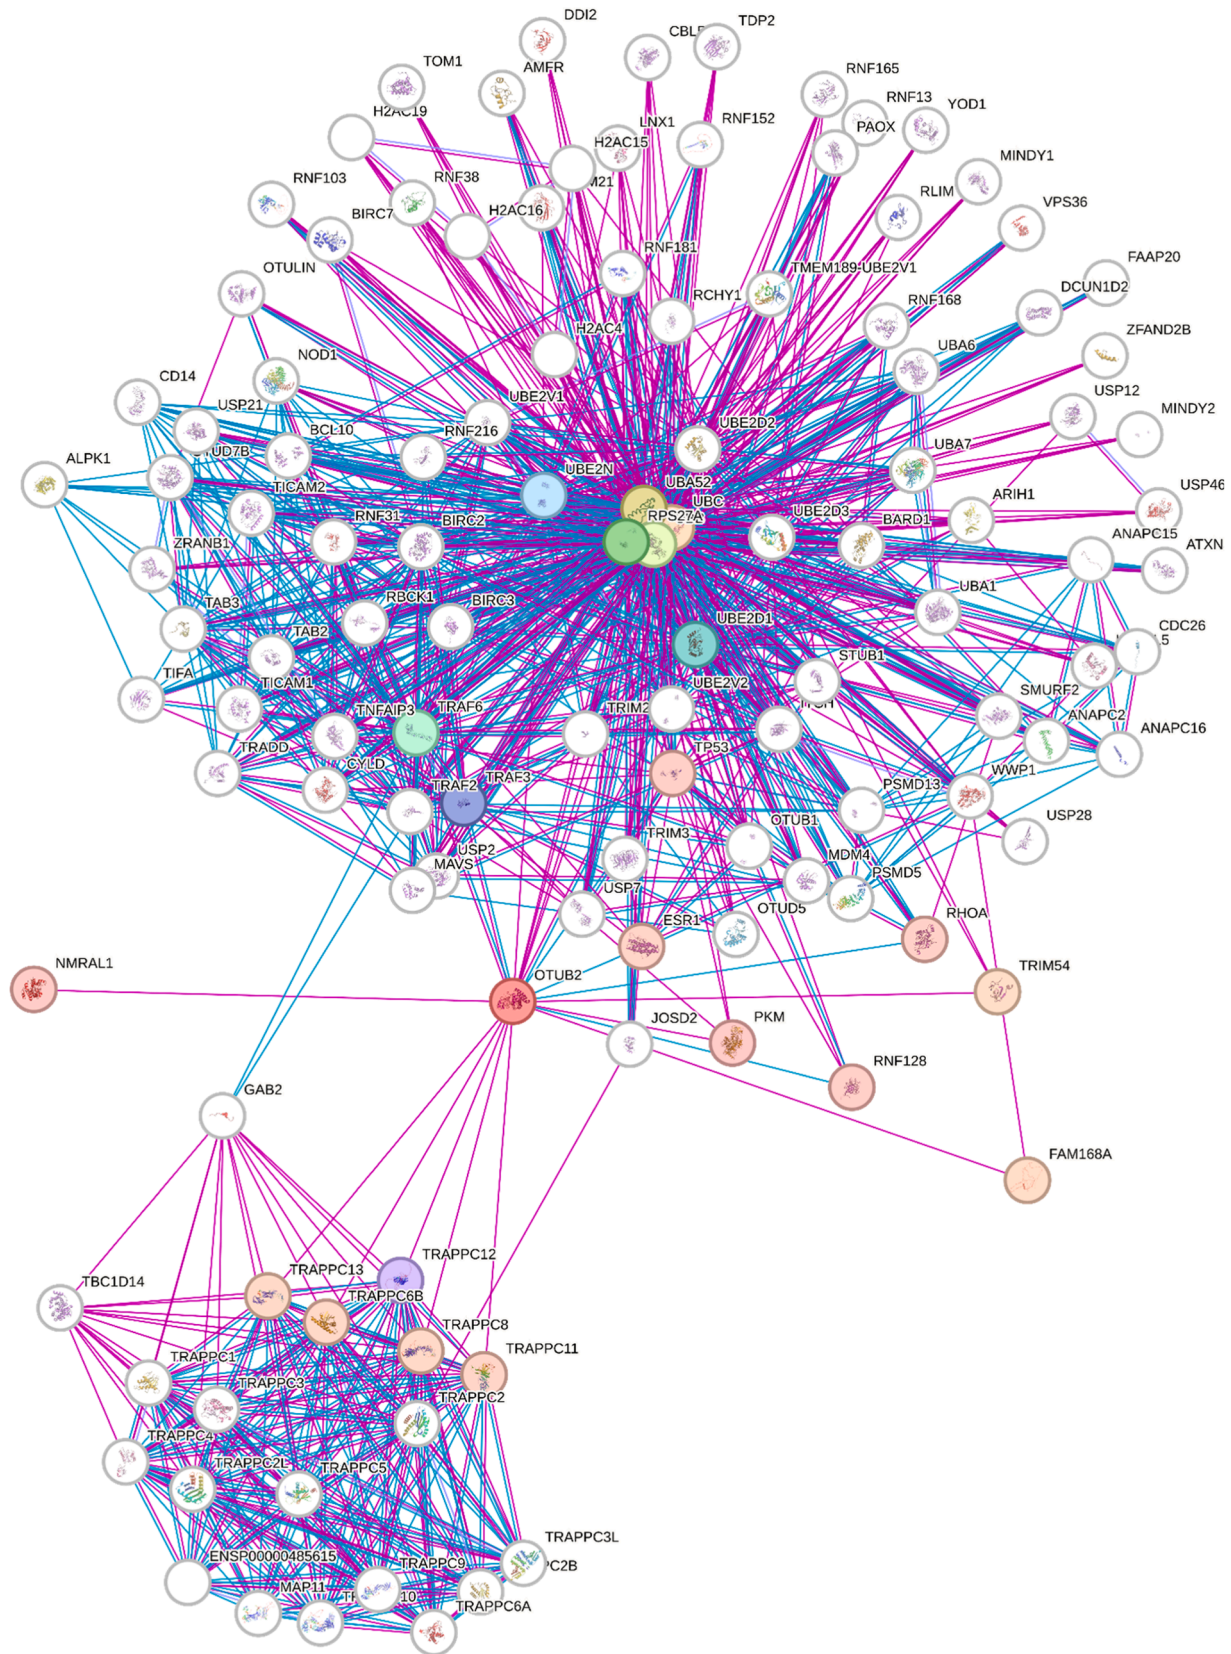 DDI2
CBLB
TDP2
TOM1
AMFR
RNF165
RNF13
YOD1
H2AC19
LNX1
H2AC15
RNF152
PAOX
MINDY1
RNF103
RNF38
BIRC7
H2AC16
RLIM
VPS36
RNF181
TMEM189-UBE2V1
FAAP20
OTULIN
RCHY1
DCUN1D2
RNF168
H2AC4
UBA6
ZFAND2B
NOD1
CD14
USP21
UBE2V1
USP12
MINDY2
BCL10
RNF216
UBE2D2
UBA7
ALPK1
TICAM2
UBE2N
UBA52
UBC
USP46
ARIH1
RNF31
BIRC2
RPS27A
UBE2D3
BARD1
ANAPC15
ATXN
ZRANB1
RBCK1
BIRC3
UBA1
TAB3
TAB2
UBE2D1
CDC26
STUB1
TIFA
TICAM1
UBE2V2
SMURF2
TNFAIP3
TRAF6
TRIM2
ANAPC2
ANAPC16
TRADD
CYLD
TP53
TRAF3
TRAF2
PSMD13
WWP1
USP28
USP2
MAVS
TRIM3
OTUB1
MDM4
PSMD5
USP7
OTUD5
ESR1
RHOA
NMRAL1
OTUB2
TRIM54
JOSD2
PKM
RNF128
GAB2
FAM168A
TRAPPC12
TBC1D14
TRAPPC13
TRAPPC6B
TRAPPC8
TRAPPC11
TRAPPC1
TRAPPC3
TRAPPC2
TRAPPC4
TRAPPC2L
TRAPPC5
TRAPPC3L
ENSP00000485615
TRAPPC9
MAP11
TRAPPC6A